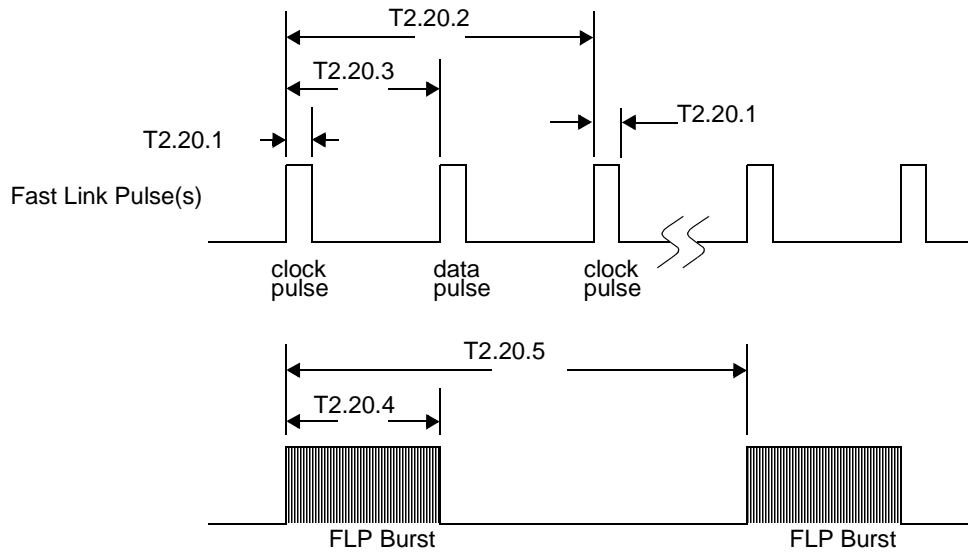 T2.20.2
T2.20.3
T2.20.1
T2.20.1
Fast Link Pulse(s)
clock
pulse
data
pulse
clock
pulse
T2.20.5
T2.20.4
FLP Burst
FLP Burst